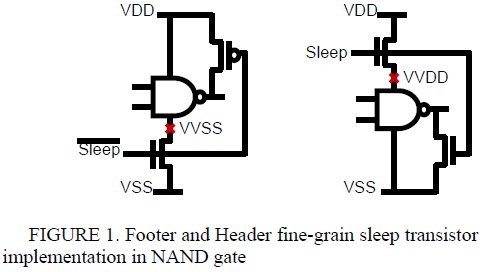 VDD
VDD
Sleep
VVDD
VVSS
Sleep
VSS
VSS
FIGURE 1. Footer and Header fine-grain sleep transistor
implementation in NAND gate